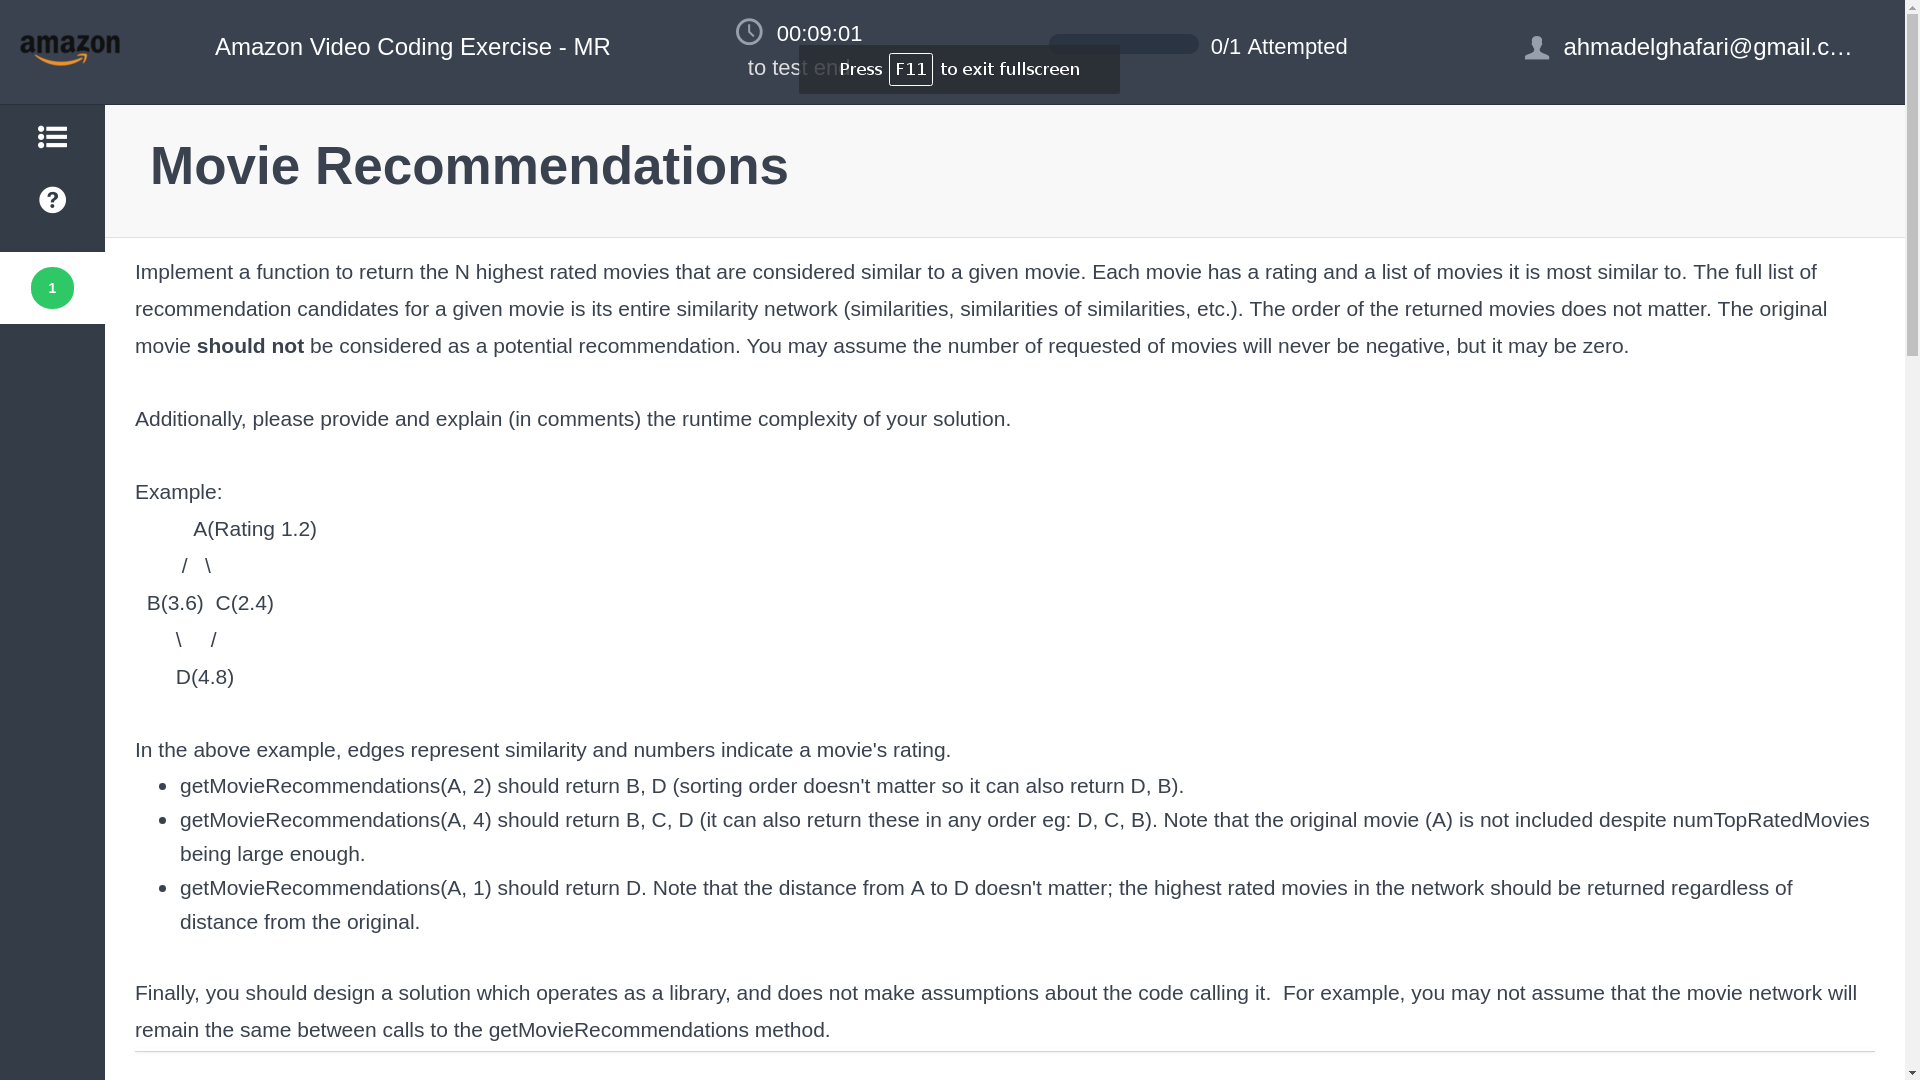 amazon
Amazon Video Coding Exercise - MR
00:09:01
to test end
Press F11 to exit fullscreen
0/1 Attempted
ahmadelghafari@gmail.c...
Movie Recommendations
1
Implement a function to return the N highest rated movies that are considered similar to a given movie. Each movie has a rating and a list of movies it is most similar to. The full list of
recommendation candidates for a given movie is its entire similarity network (similarities, similarities of similarities, etc.). The order of the returned movies does not matter. The original
movie should not be considered as a potential recommendation. You may assume the number of requested of movies will never be negative, but it may be zero.
Additionally, please provide and explain (in comments) the runtime complexity of your solution.
Example:
A(Rating 1.2)
/ \
B(3.6) C(2.4)
\ /
D(4.8)
In the above example, edges represent similarity and numbers indicate a movie's rating.
• getMovieRecommendations(A, 2) should return B, D (sorting order doesn't matter so it can also return D, B).
• getMovieRecommendations(A, 4) should return B, C, D (it can also return these in any order eg: D, C, B). Note that the original movie (A) is not included despite numTopRatedMovies
being large enough.
• getMovieRecommendations(A, 1) should return D. Note that the distance from A to D doesn't matter; the highest rated movies in the network should be returned regardless of
distance from the original.
Finally, you should design a solution which operates as a library, and does not make assumptions about the code calling it.  For example, you may not assume that the movie network will
remain the same between calls to the getMovieRecommendations method.